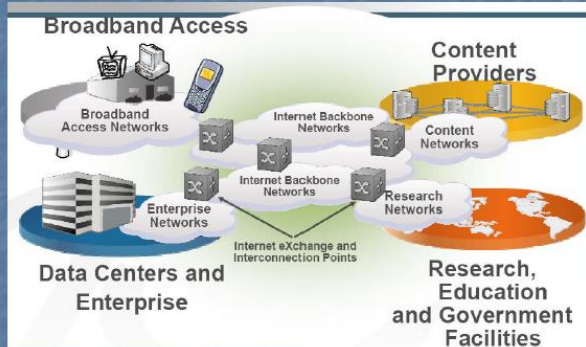 Broadband Access
Content
Providers
Broadband
Access Networks
Internet Backbone
Networks
Content
Networks
Internet Backbone
Networks
Enterprise
Networks
Research
Networks
Internet eXchange and
Interconnection Points
Data Centers and
Enterprise
Research,
Education
and Government
Facilities